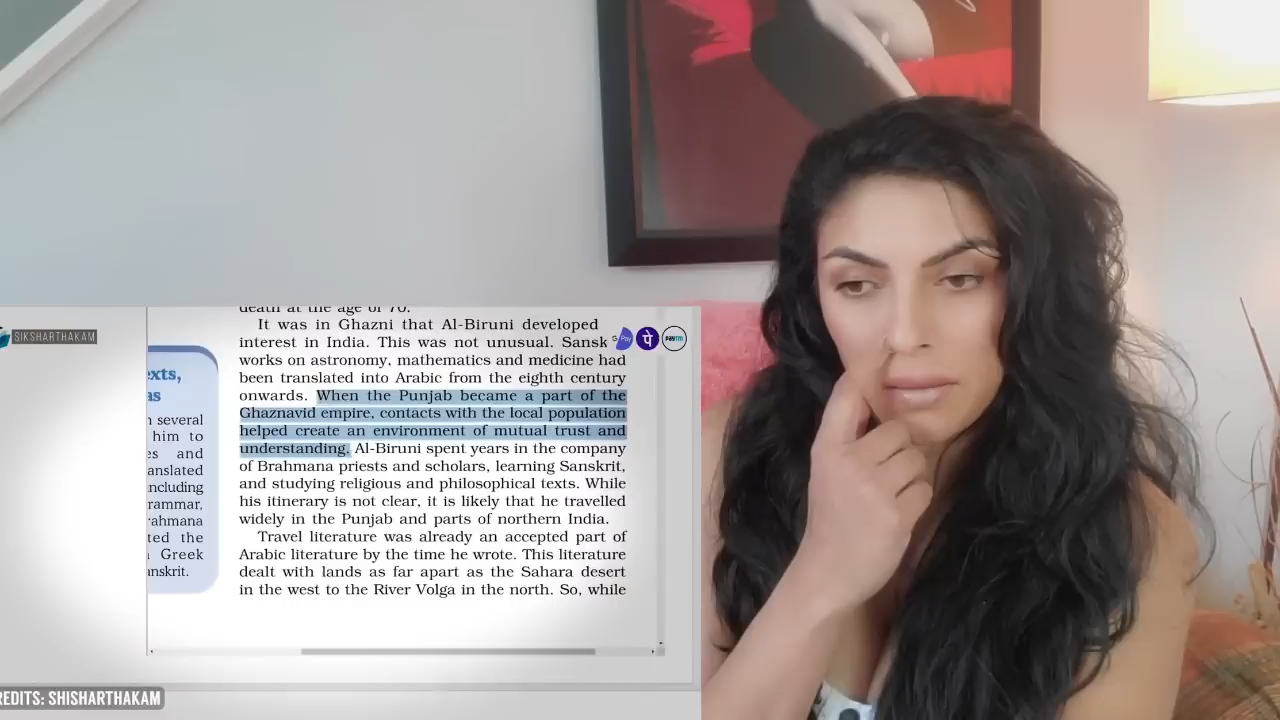 SIKSHARTHAKAM
death at the age of 70.
It was in Ghazni that Al-Biruni developed
interest in India. This was not unusual. Sansk
works on astronomy, mathematics and medicine had
been translated into Arabic from the eighth century
onwards. When the Punjab became a part of the
Ghaznavid empire, contacts with the local population
helped create an environment of mutual trust and
understanding. Al-Biruni spent years in the company
of Brahmana priests and scholars, learning Sanskrit,
and studying religious and philosophical texts. While
his itinerary is not clear, it is likely that he travelled
widely in the Punjab and parts of northern India.
Travel literature was already an accepted part of
Arabic literature by the time he wrote. This literature
dealt with lands as far apart as the Sahara desert
in the west to the River Volga in the north. So, while
G Pay पे PAYTM
exts,
as
n several
him to
es and
anslated
including
rammar,
rahmana
ted the
Greek
anskrit.
REDITS: SHISHARTHAKAM